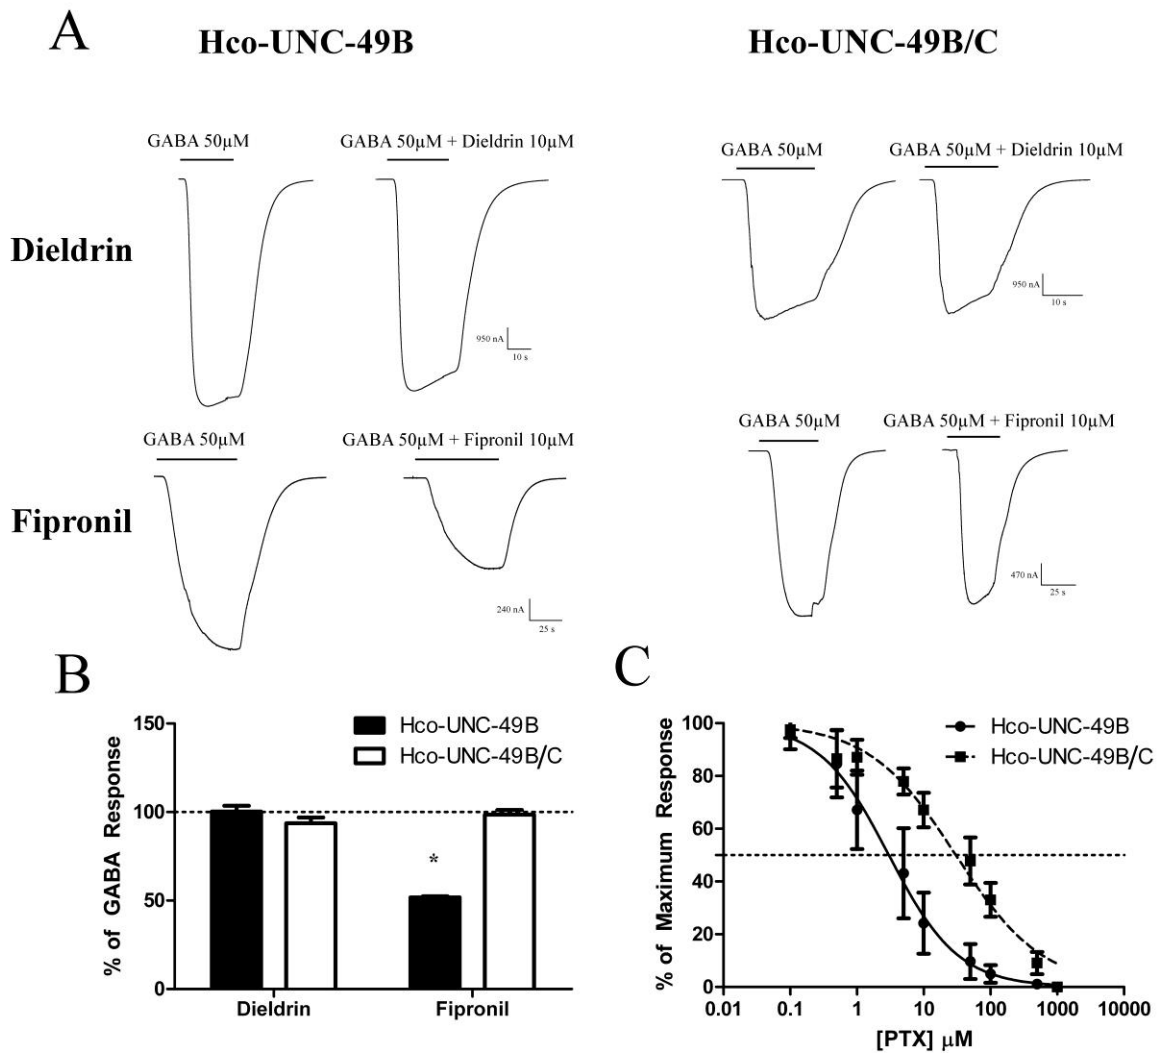 A
Hco-UNC-49B
Hco-UNC-49B/C
GABA 50µM
GABA 50µM + Dieldrin 10µM
GABA 50µM
GABA 50µM + Dieldrin 10µM
Dieldrin
950 nA
10 s
950 nA
10 s
GABA 50µM
GABA 50µM + Fipronil 10µM
GABA 50µM
GABA 50µM + Fipronil 10µM
Fipronil
240 nA
25 s
470 nA
25 s
B
% of GABA Response
150
100
50
0
Hco-UNC-49B
Hco-UNC-49B/C
*
Dieldrin
Fipronil
C
% of Maximum Response
100
80
60
40
20
0
Hco-UNC-49B
Hco-UNC-49B/C
0.01
0.1
1
10
100
1000
10000
[PTX] µM